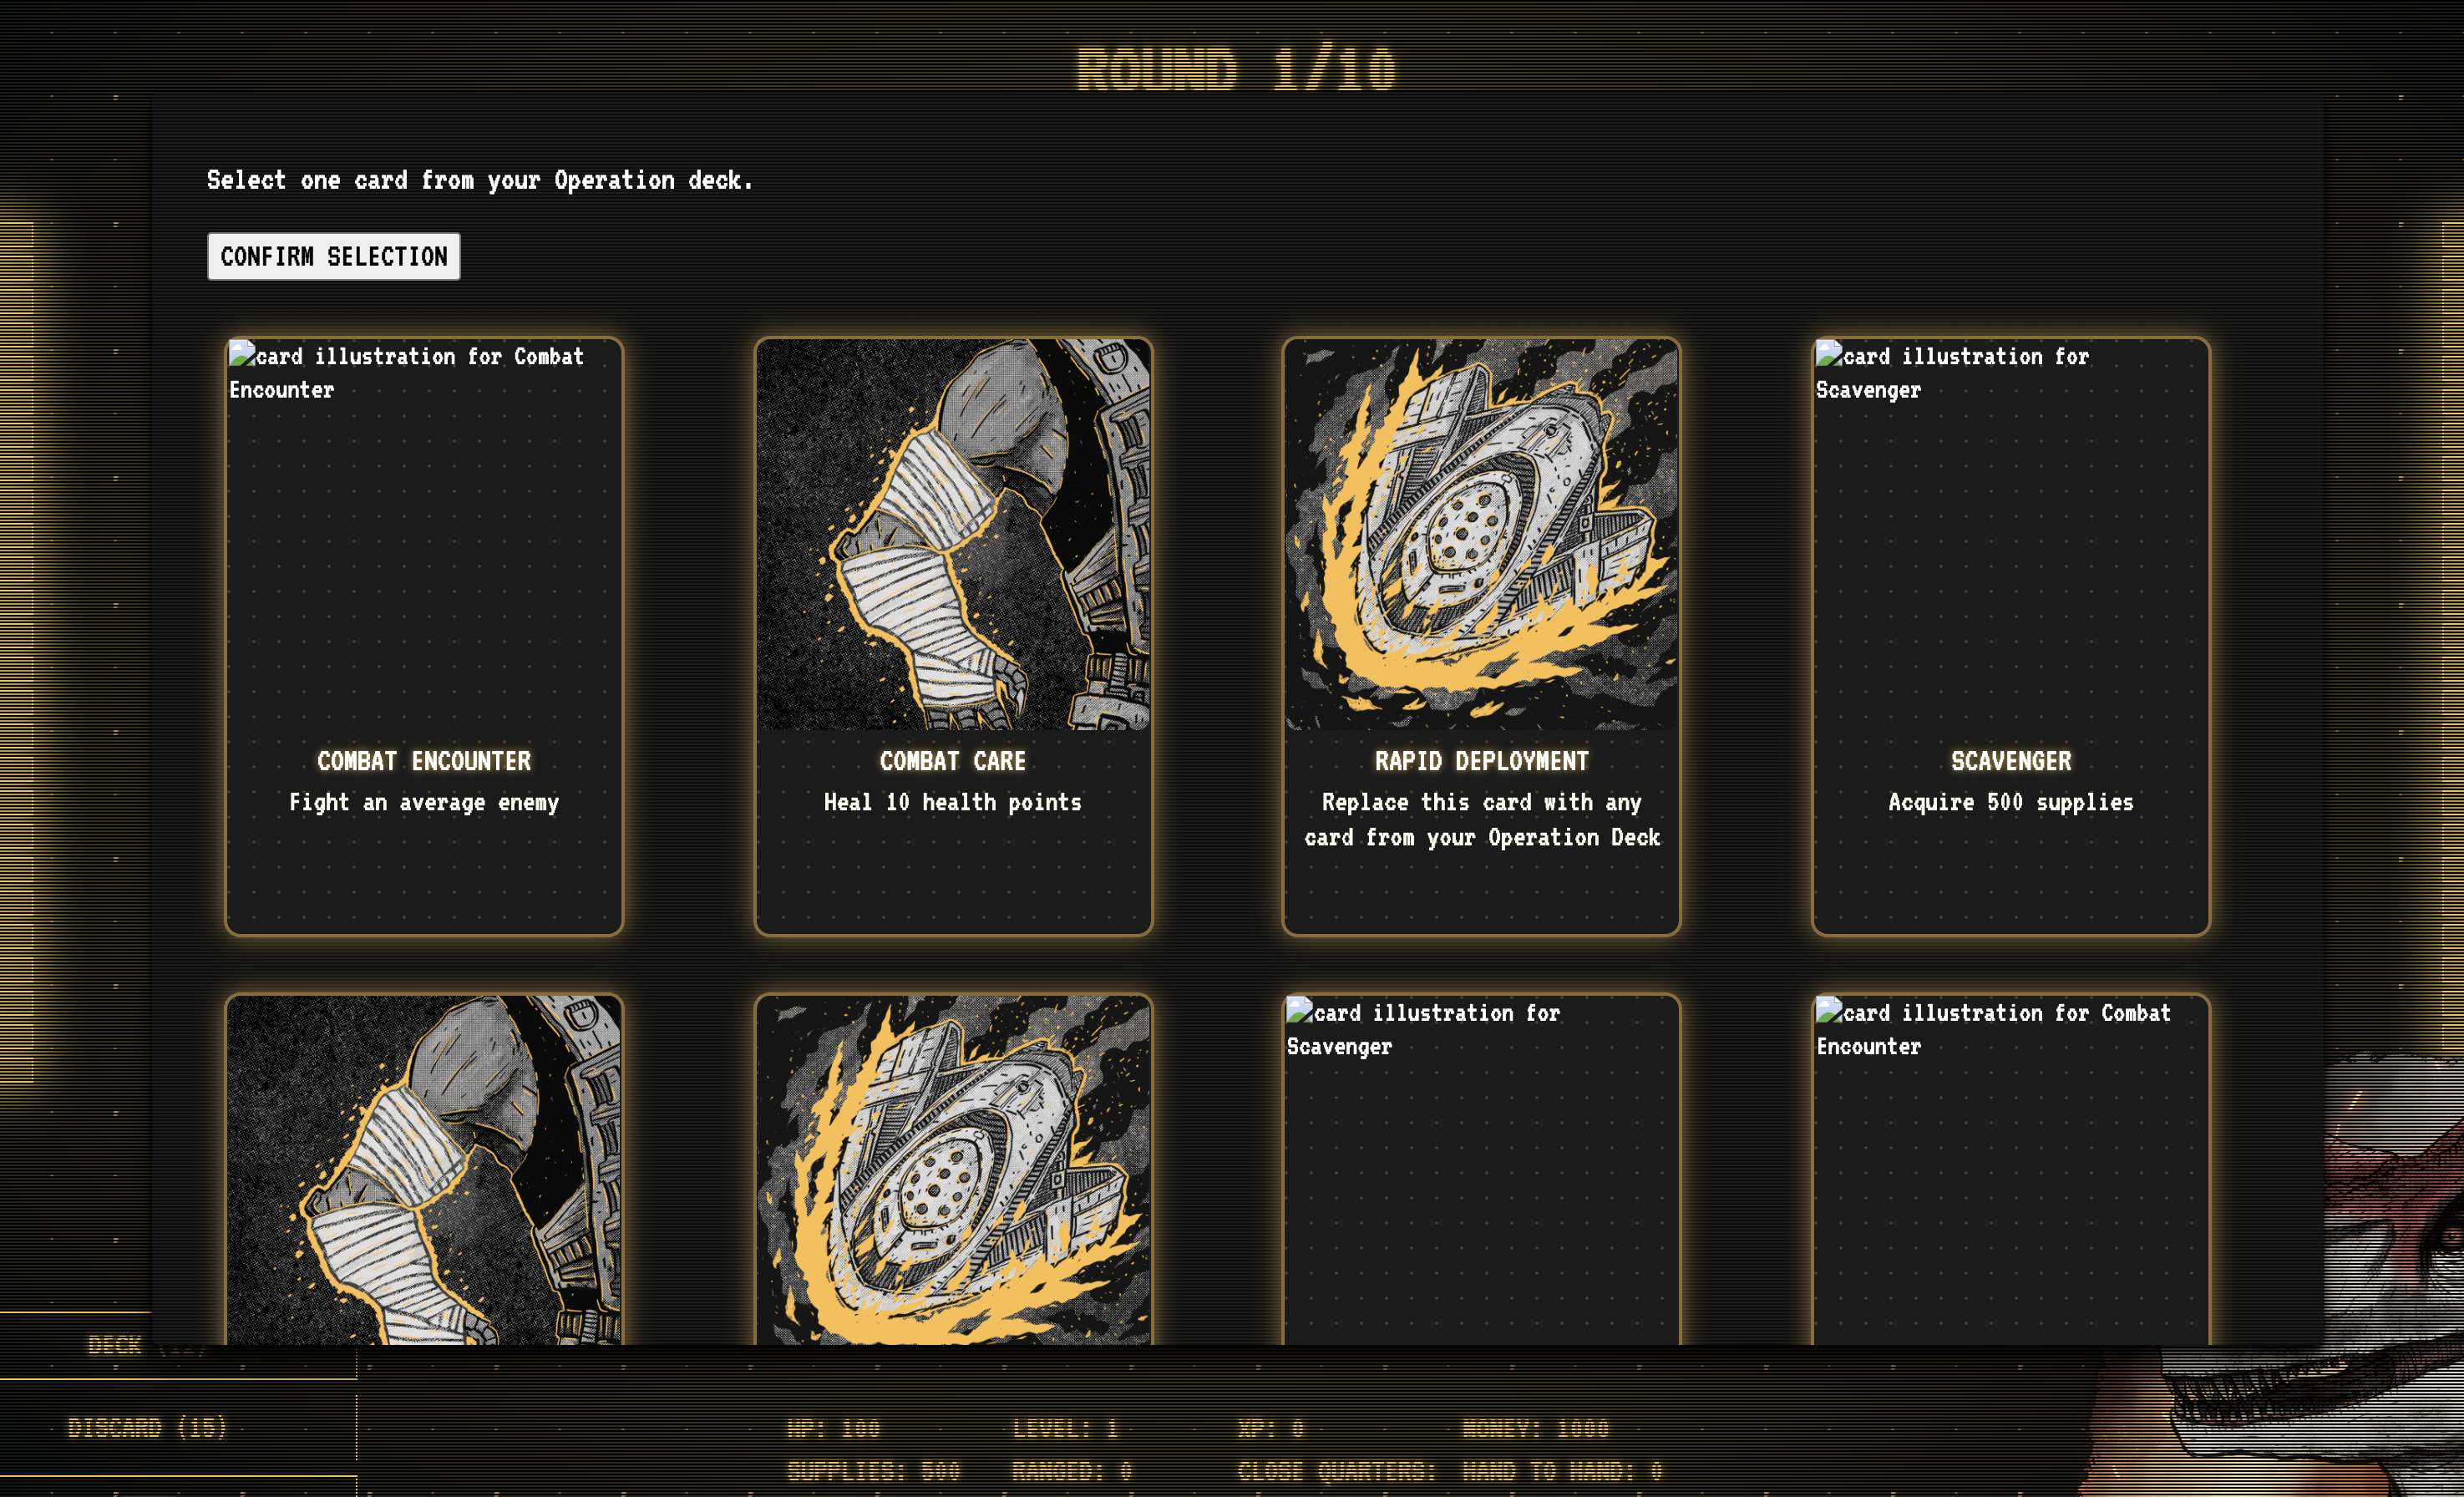 ROUND 1/10
Select one card from your Operation deck.
CONFIRM SELECTION
card illustration for Combat
Encounter
COMBAT ENCOUNTER
Fight an average enemy
COMBAT CARE
Heal 10 health points
RAPID DEPLOYMENT
Replace this card with any
card from your Operation Deck
card illustration for
Scavenger
SCAVENGER
Acquire 500 supplies
card illustration for
Scavenger
card illustration for Combat
Encounter
DECK
DISCARD (15)
HP: 100 LEVEL: 1 XP: 0 MONEY: 1000
SUPPLIES: 500 RANGED: 0 CLOSE QUARTERS: HAND TO HAND: 0